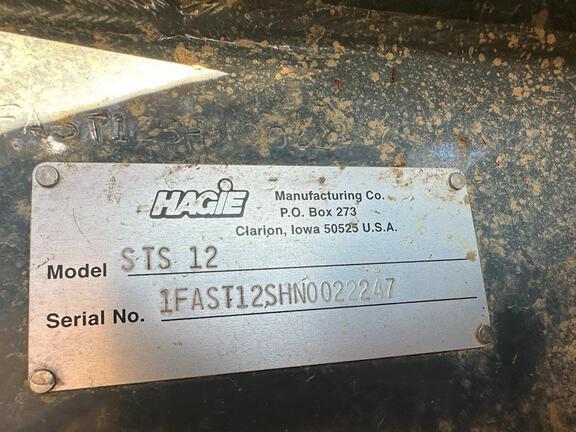 HAGIE Manufacturing Co.
P.O. Box 273
Clarion, Iowa 50525 U.S.A.
Model STS 12
Serial No. 1FAST12SHN0022247